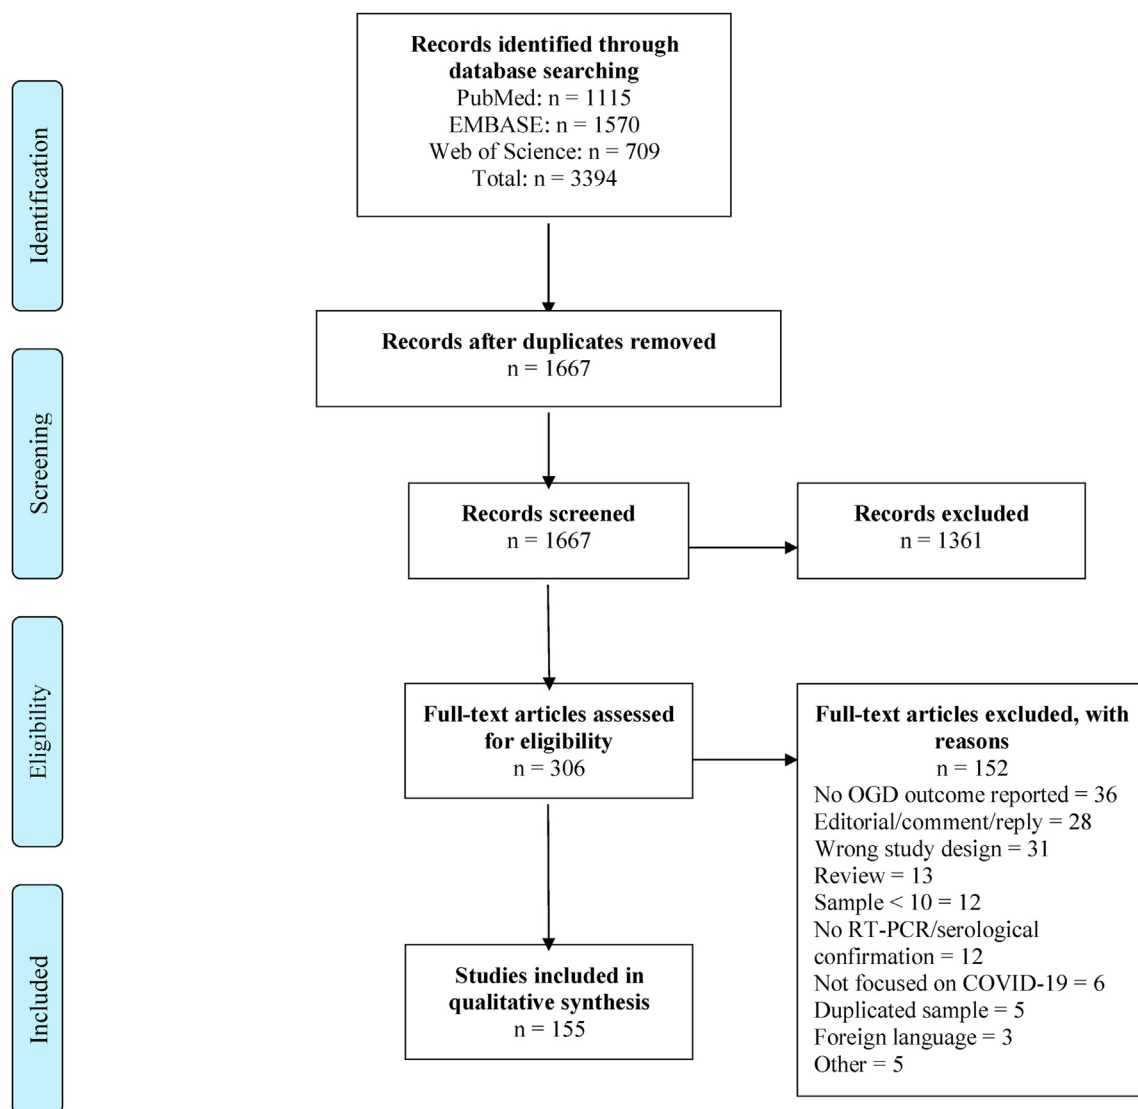 Records identified through
database searching
PubMed: n = 1115
EMBASE: n = 1570
Web of Science: n = 709
Total: n = 3394
Identification
Records after duplicates removed
n = 1667
Screening
Records screened
n = 1667
Records excluded
n = 1361
Eligibility
Full-text articles assessed
for eligibility
n = 306
Full-text articles excluded, with
reasons
n = 152
No OGD outcome reported = 36
Editorial/comment/reply = 28
Wrong study design = 31
Review = 13
Sample < 10 = 12
No RT-PCR/serological
confirmation = 12
Not focused on COVID-19 = 6
Duplicated sample = 5
Foreign language = 3
Other = 5
Included
Studies included in
qualitative synthesis
n = 155